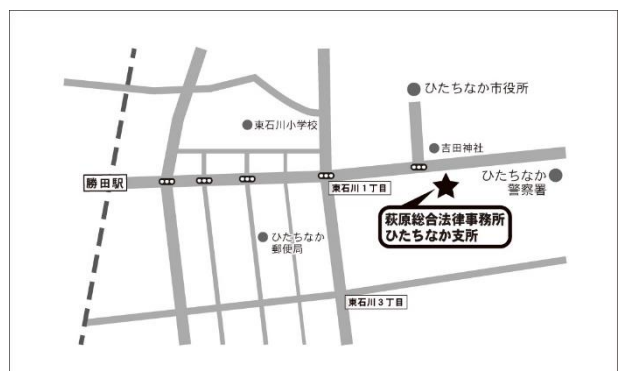 ひたちなか市役所
東石川小学校
吉田神社
勝田駅
東石川1丁目
ひたちなか
警察署
萩原総合法律事務所
ひたちなか支所
ひたちなか
郵便局
東石川3丁目